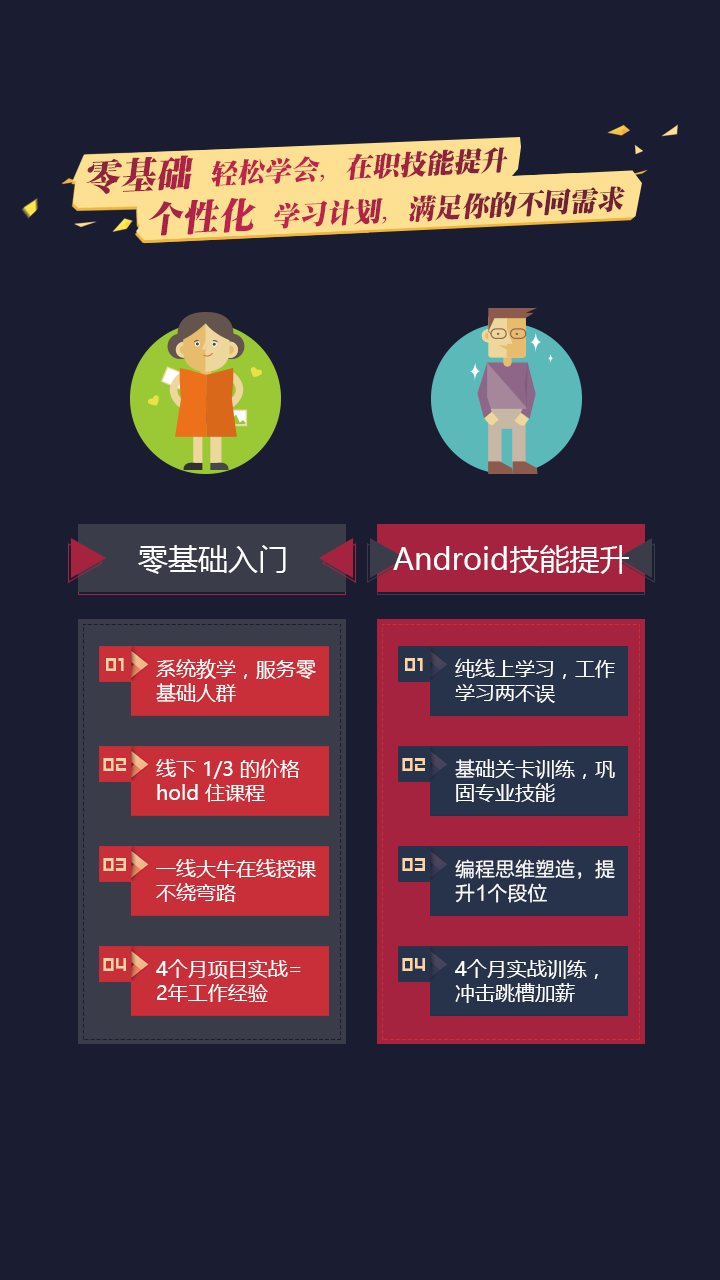 零基础 轻松学会，在职技能提升
个性化 学习计划，满足你的不同需求
零基础入门
01
系统教学，服务零
基础人群
02
线下 1/3 的价格
hold 住课程
03
一线大牛在线授课
不绕弯路
04
4个月项目实战=
2年工作经验
Android技能提升
01
纯线上学习，工作
学习两不误
02
基础关卡训练，巩
固专业技能
03
编程思维塑造，提
升1个段位
04
4个月实战训练，
冲击跳槽加薪